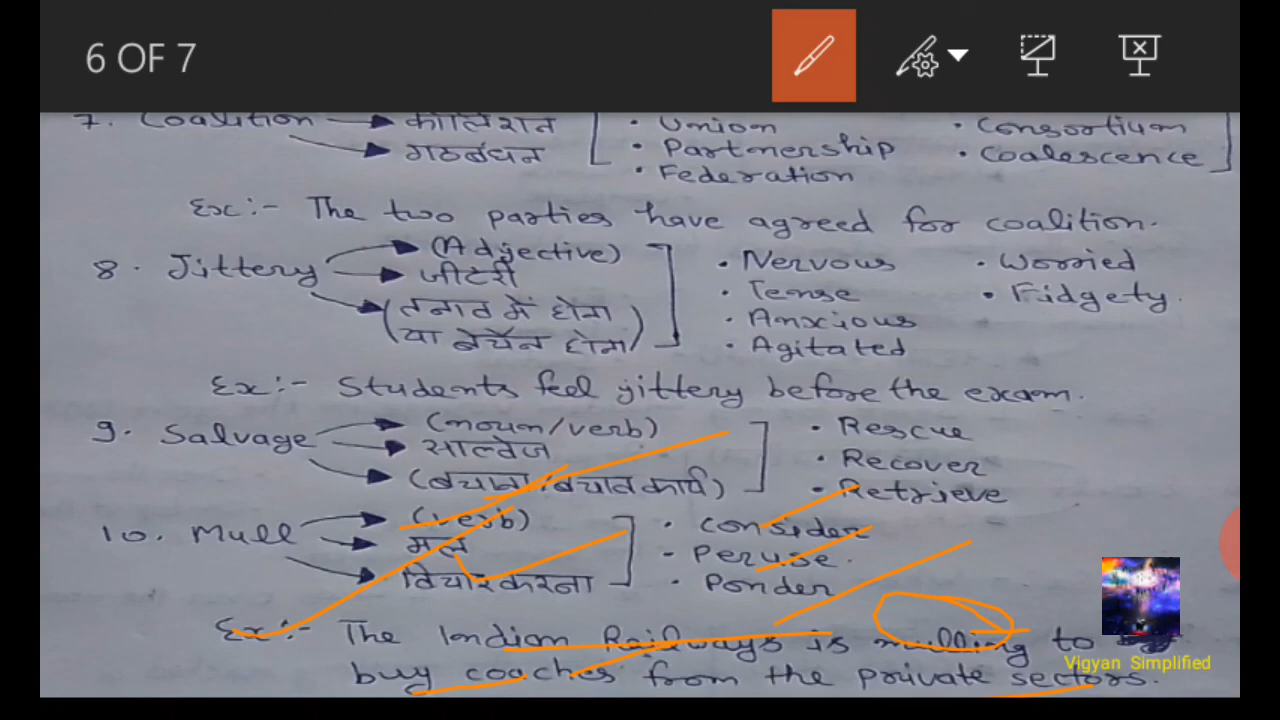 6 OF 7
7. Coalition → कोलिशन [ • Union • Consortium
→ गठबंधन • Partnership • Coalescence ]
• Federation
Ex:- The two parties have agreed for coalition.
8. Jittery → (Adjective) • Nervous • Worried
→ जीटरी • Tense • Fidgety
→ (तनाव में होना • Anxious
या बेचैन होना) • Agitated
Ex:- Students feel jittery before the exam.
9. Salvage → (noun/verb) • Rescue
→ साल्वेज • Recover
→ (बचाना/बचाव कार्य) • Retrieve
10. Mull → (verb) • Consider
→ मल - Peruse.
→ विचार करना • Ponder
Ex:- The Indian Railways is mulling to
buy coaches from the private sectors.
Vigyan Simplified